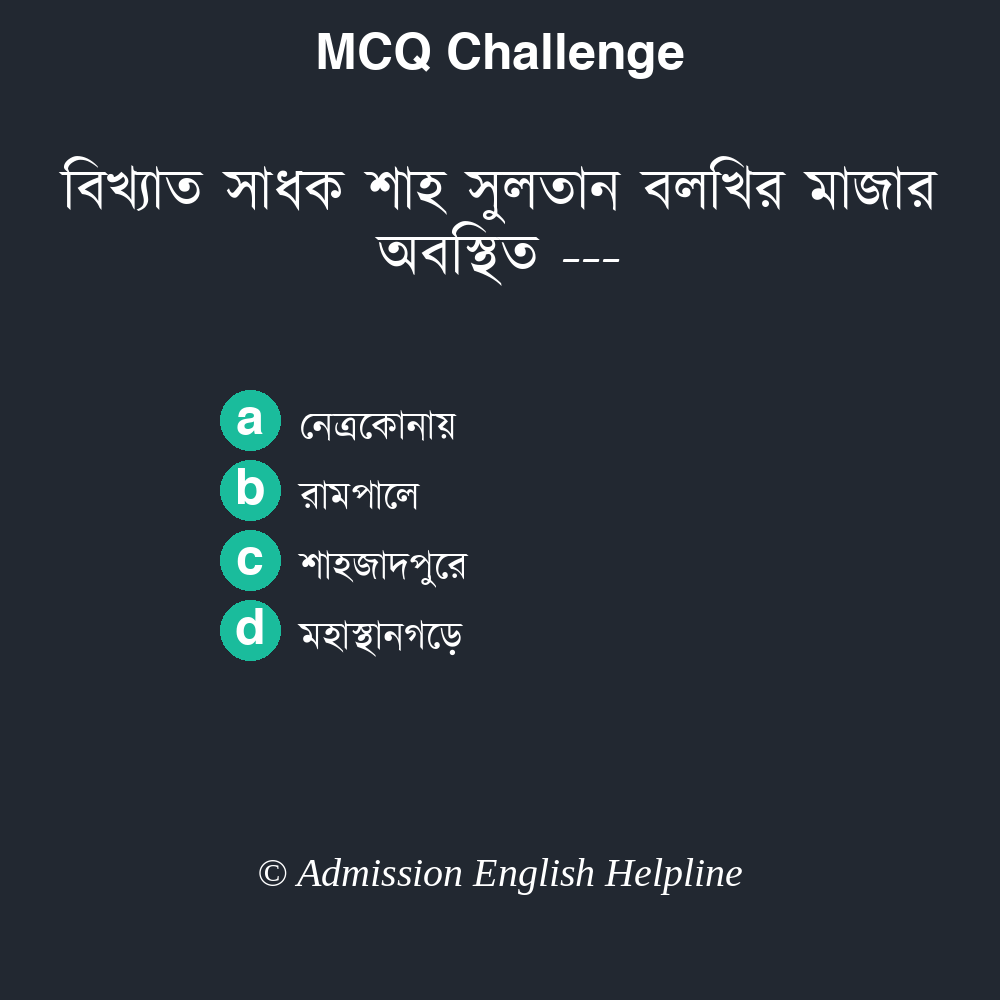 MCQ Challenge
বিখ্যাত সাধক শাহ সুলতান বলখির মাজার
অবস্থিত ---
a নেত্রকোনায়
b রামপালে
c শাহজাদপুরে
d মহাস্থানগড়ে
© Admission English Helpline